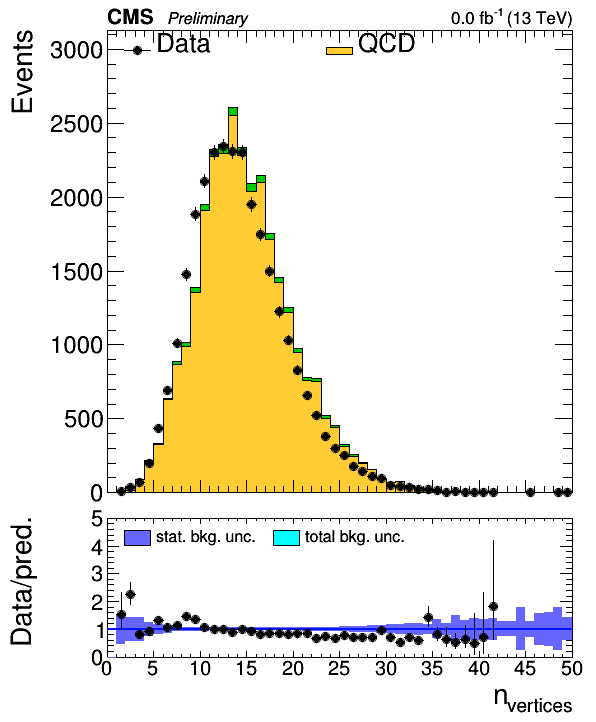 CMS Preliminary 0.0 fb⁻¹ (13 TeV)
Events
Data QCD
3000
2500
2000
1500
1000
500
0
Data/pred.
stat. bkg. unc. total bkg. unc.
5
4
3
2
1
0
0 5 10 15 20 25 30 35 40 45 50
n_vertices